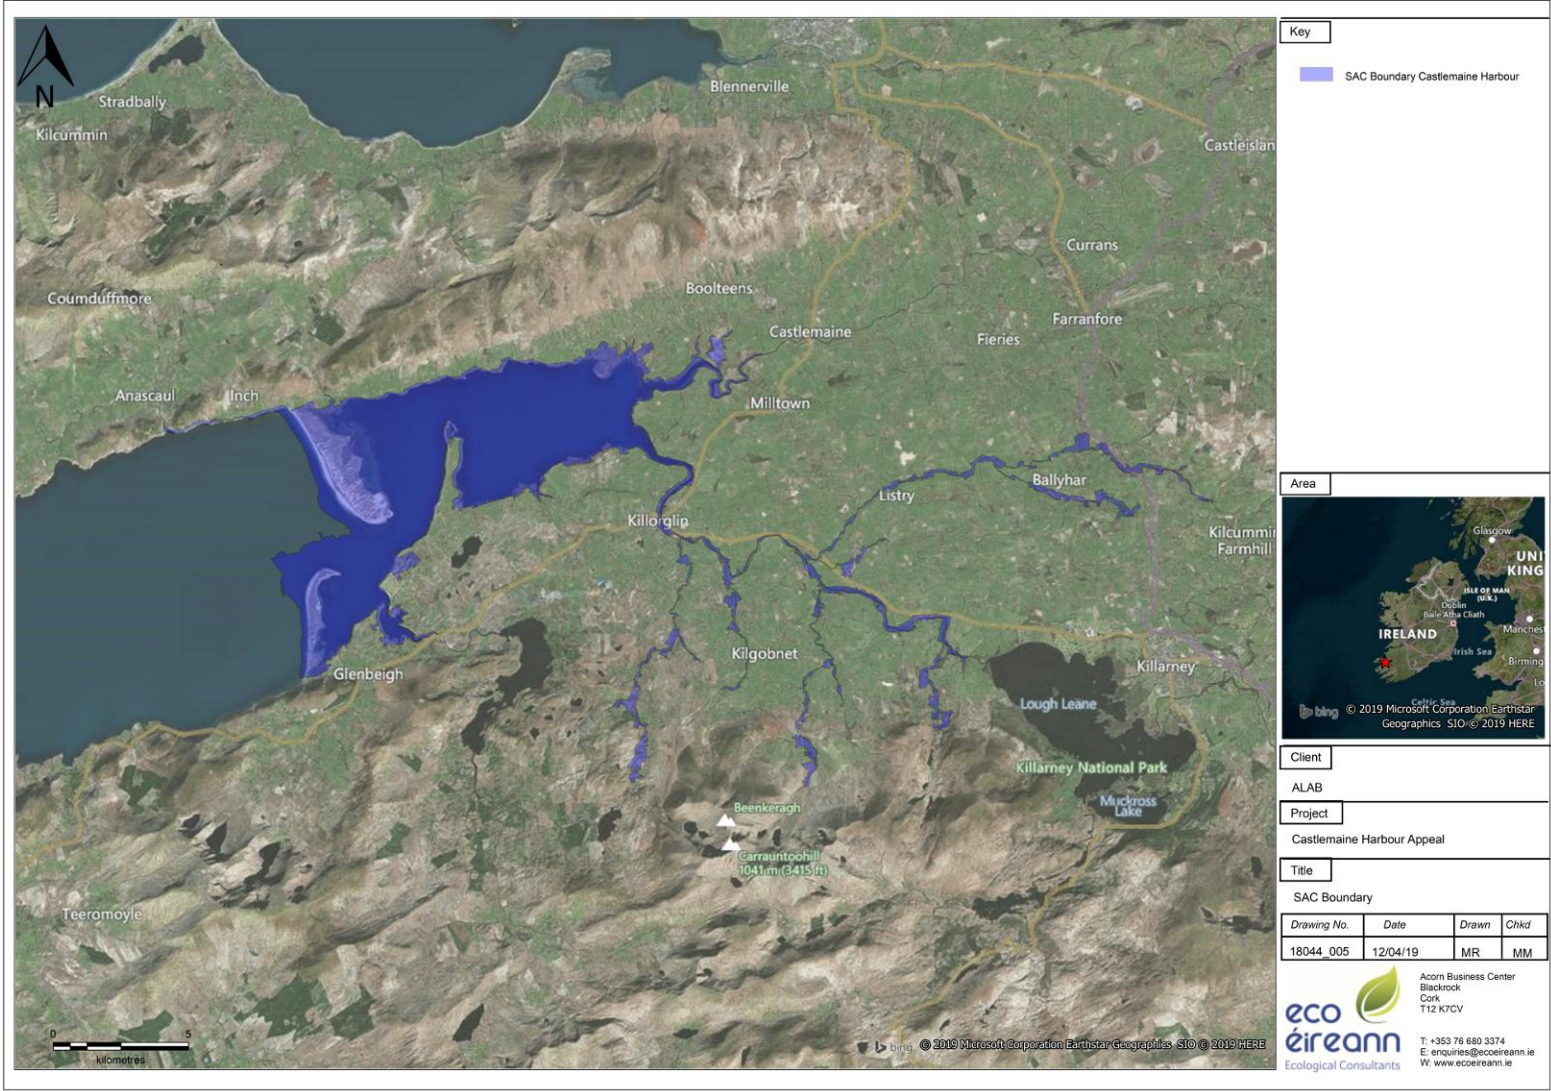 N
Stradbally
Kilcummin
Blennerville
Castleislan
Currans
Coumduffmore
Boolteens
Castlemaine
Farranfore
Fieries
Anascaul
Inch
Milltown
Ballyhar
Listry
Killorglin
Kilcummin
Farmhill
Kilgobnet
Killarney
Glenbeigh
Lough Leane
Killarney National Park
Muckross
Lake
Beenkeragh
Carrauntoohill
1041 m (3415 ft)
Teeromoyle
0 5
kilometres
bing © 2019 Microsoft Corporation Earthstar Geographics SIO © 2019 HERE
Key
SAC Boundary Castlemaine Harbour
Area
Glasgow
UNI
KING
ISLE OF MAN
(U.K.)
Dublin
Baile Átha Cliath
Manchest
IRELAND
Irish Sea
Birming
Lo
Celtic Sea
bing © 2019 Microsoft Corporation Earthstar
Geographics SIO © 2019 HERE
Client
ALAB
Project
Castlemaine Harbour Appeal
Title
SAC Boundary
Drawing No. Date Drawn Chkd
18044_005 12/04/19 MR MM
eco
éireann
Ecological Consultants
Acorn Business Center
Blackrock
Cork
T12 K7CV
T: +353 76 680 3374
E: enquiries@ecoeireann.ie
W: www.ecoeireann.ie